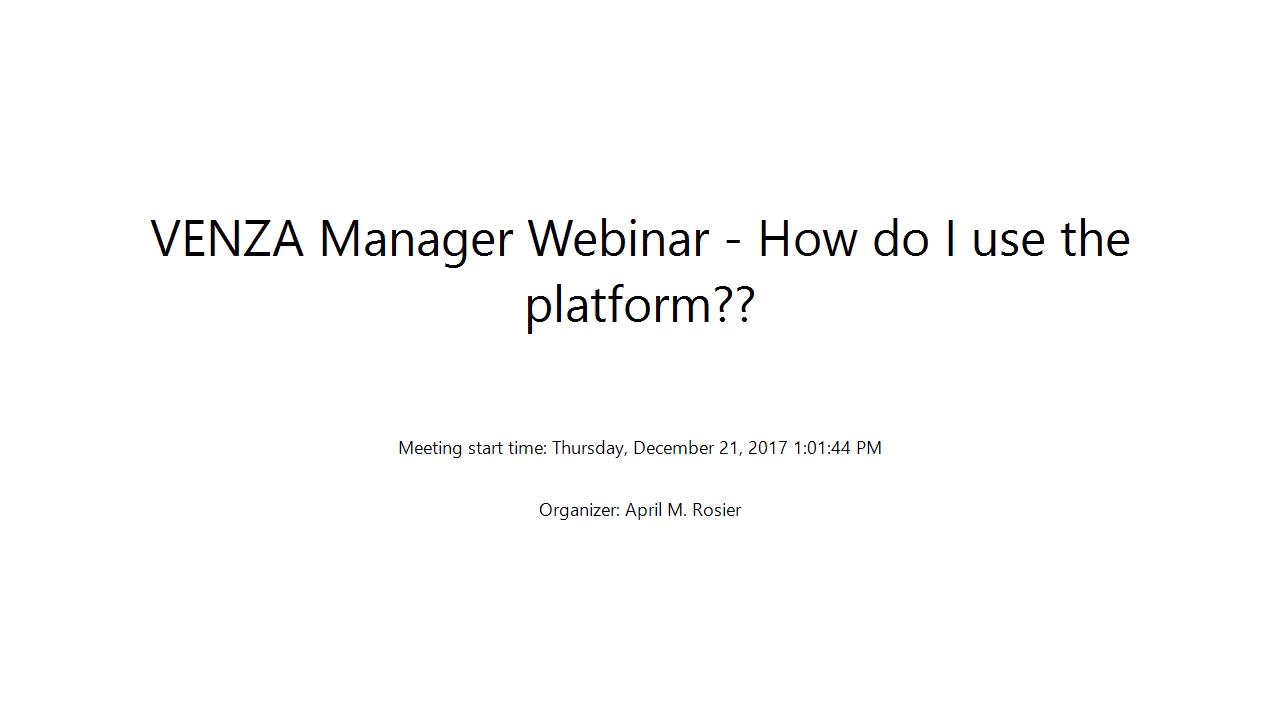 VENZA Manager Webinar - How do I use the
platform??
Meeting start time: Thursday, December 21, 2017 1:01:44 PM
Organizer: April M. Rosier